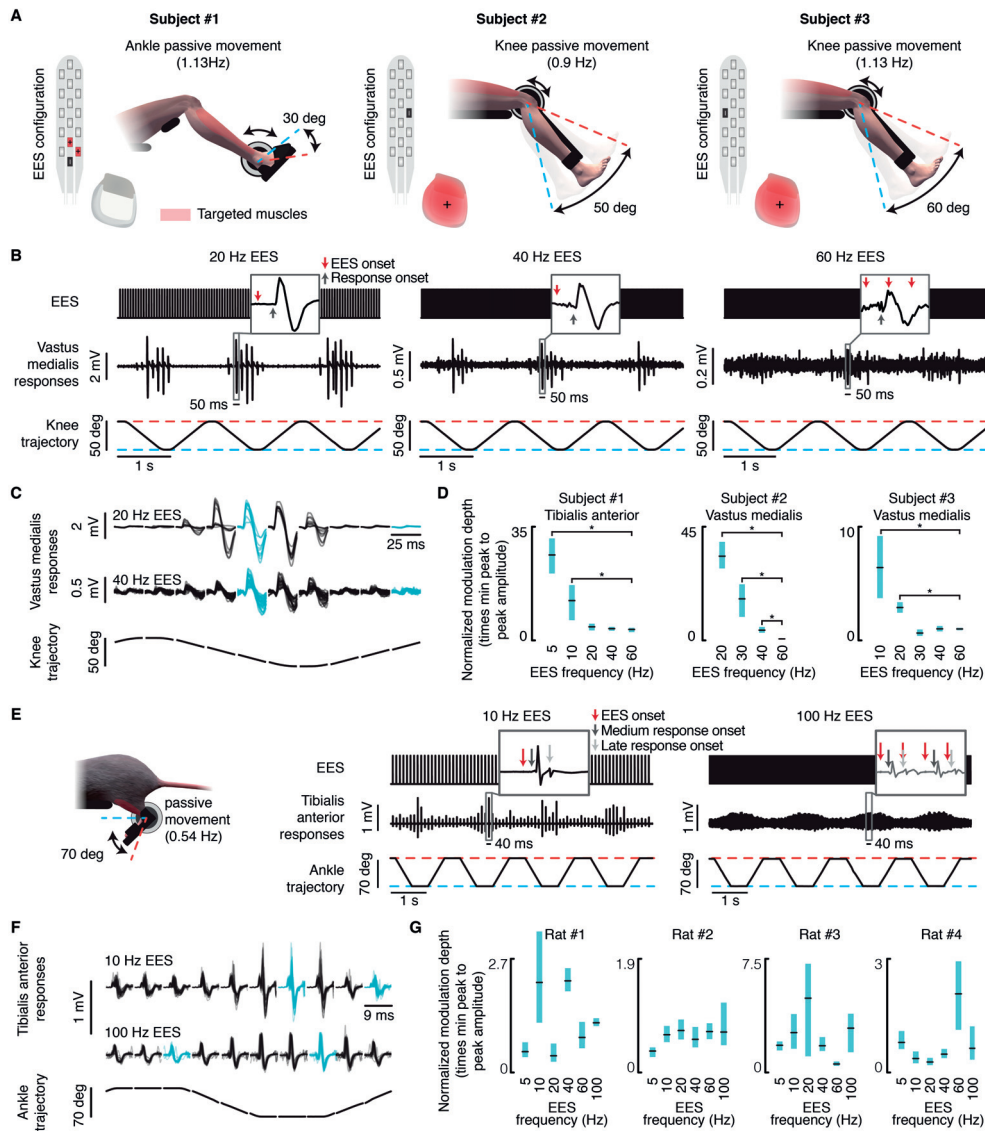 A
Subject #1
Ankle passive movement
(1.13Hz)
EES configuration
30 deg
Targeted muscles
Subject #2
Knee passive movement
(0.9 Hz)
EES configuration
50 deg
Subject #3
Knee passive movement
(1.13 Hz)
EES configuration
60 deg
B
20 Hz EES
EES onset
Response onset
40 Hz EES
60 Hz EES
EES
Vastus
medialis
responses
2 mV
50 ms
0.5 mV
50 ms
0.2 mV
50 ms
Knee
trajectory
50 deg
1 s
50 deg
1 s
50 deg
1 s
C
Vastus medialis
responses
20 Hz EES
2
mV
25 ms
40 Hz EES
0.5
mV
Knee
trajectory
50 deg
D
Normalized modulation depth
(times min peak to
peak amplitude)
Subject #1
Tibialis anterior
35
0
*
*
5
10
20
40
60
EES frequency (Hz)
Subject #2
Vastus medialis
45
0
*
*
*
20
30
40
60
EES frequency (Hz)
Subject #3
Vastus medialis
10
0
*
*
10
20
30
40
60
EES frequency (Hz)
E
passive
movement
(0.54 Hz)
70 deg
10 Hz EES
EES onset
Medium response onset
Late response onset
100 Hz EES
EES
Tibialis
anterior
responses
1 mV
40 ms
1 mV
40 ms
Ankle
trajectory
70 deg
1 s
70 deg
1 s
F
Tibialis anterior
responses
1 mV
10 Hz EES
9 ms
100 Hz EES
Ankle
trajectory
70 deg
G
Normalized modulation depth
(times min peak to
peak amplitude)
Rat #1
2.7
0
5
10
20
40
60
100
EES
frequency (Hz)
Rat #2
1.9
0
5
10
20
40
60
100
EES
frequency (Hz)
Rat #3
7.5
0
5
10
20
40
60
100
EES
frequency (Hz)
Rat #4
3
0
5
10
20
40
60
100
EES
frequency (Hz)